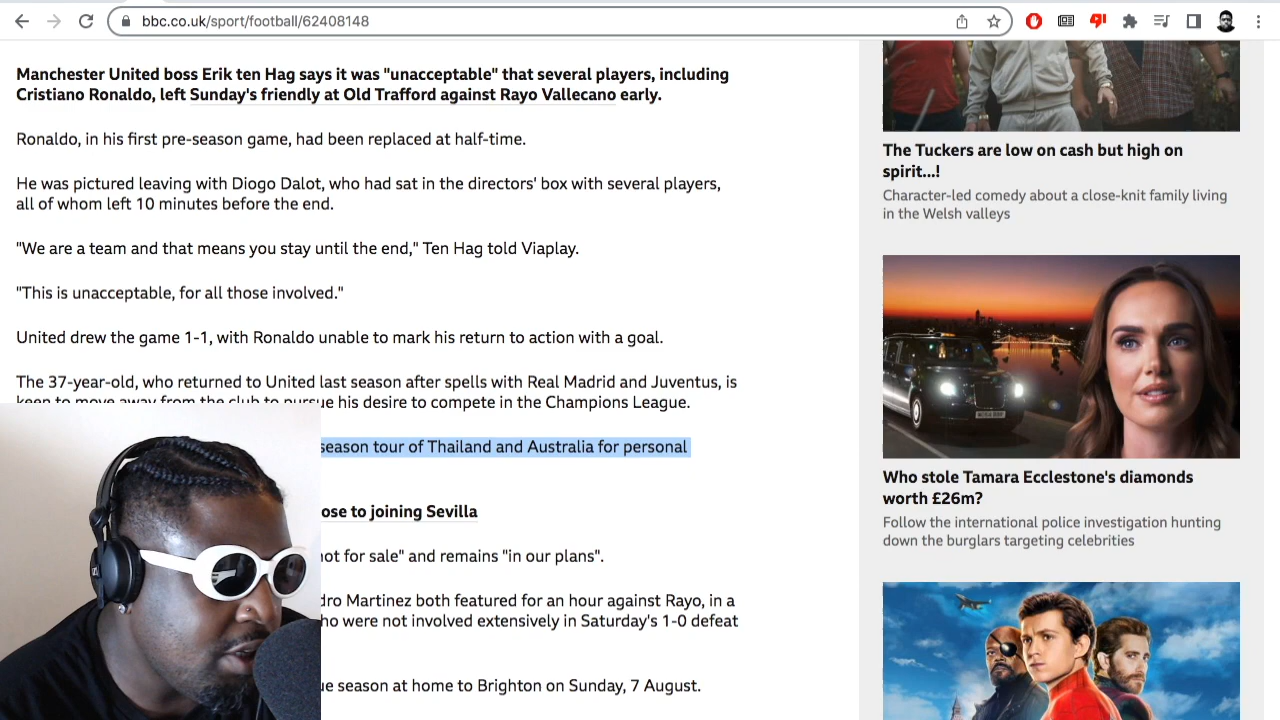 bbc.co.uk/sport/football/62408148
Manchester United boss Erik ten Hag says it was "unacceptable" that several players, including
Cristiano Ronaldo, left Sunday's friendly at Old Trafford against Rayo Vallecano early.
Ronaldo, in his first pre-season game, had been replaced at half-time.
He was pictured leaving with Diogo Dalot, who had sat in the directors' box with several players,
all of whom left 10 minutes before the end.
"We are a team and that means you stay until the end," Ten Hag told Viaplay.
"This is unacceptable, for all those involved."
United drew the game 1-1, with Ronaldo unable to mark his return to action with a goal.
The 37-year-old, who returned to United last season after spells with Real Madrid and Juventus, is
keen to move away from the club to pursue his desire to compete in the Champions League.
season tour of Thailand and Australia for personal
ose to joining Sevilla
not for sale" and remains "in our plans".
dro Martinez both featured for an hour against Rayo, in a
ho were not involved extensively in Saturday's 1-0 defeat
ue season at home to Brighton on Sunday, 7 August.
The Tuckers are low on cash but high on
spirit...!
Character-led comedy about a close-knit family living
in the Welsh valleys
Who stole Tamara Ecclestone's diamonds
worth £26m?
Follow the international police investigation hunting
down the burglars targeting celebrities